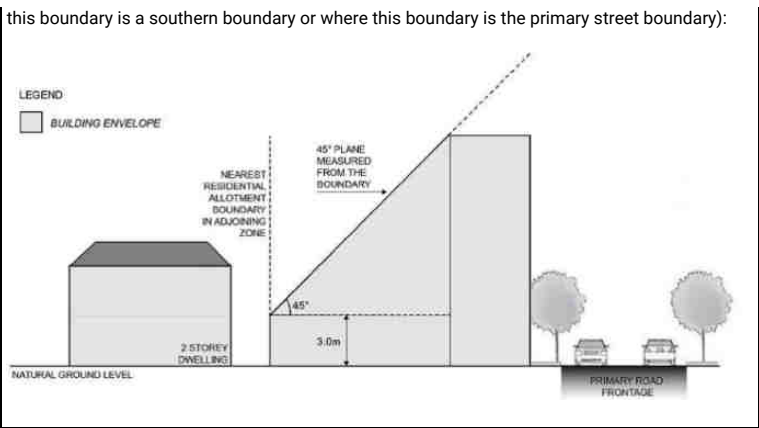 this boundary is a southern boundary or where this boundary is the primary street boundary):
LEGEND
BUILDING ENVELOPE
45° PLANE
MEASURED
FROM THE
BOUNDARY
NEAREST
RESIDENTIAL
ALLOTMENT
BOUNDARY
IN ADJOINING
ZONE
45°
3.0m
2 STOREY
DWELLING
NATURAL GROUND LEVEL
PRIMARY ROAD
FRONTAGE